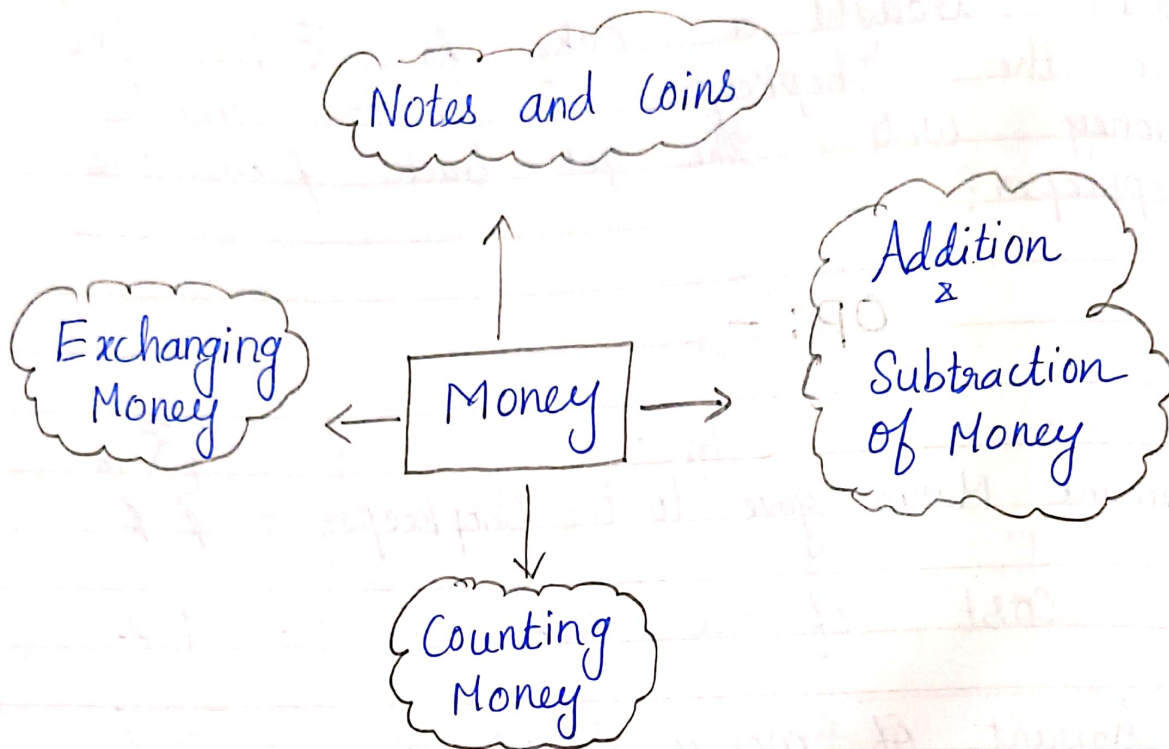 Notes and Coins
Exchanging
Money
Money
Addition
&
Subtraction
of Money
Counting
Money